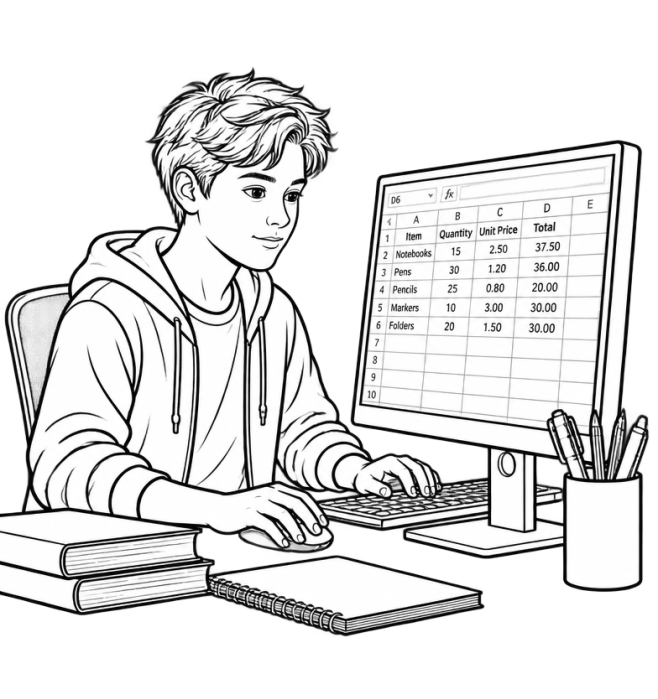 D6 fx
A B C D E
1 Item Quantity Unit Price Total
2 Notebooks 15 2.50 37.50
3 Pens 30 1.20 36.00
4 Pencils 25 0.80 20.00
5 Markers 10 3.00 30.00
6 Folders 20 1.50 30.00
7
8
9
10